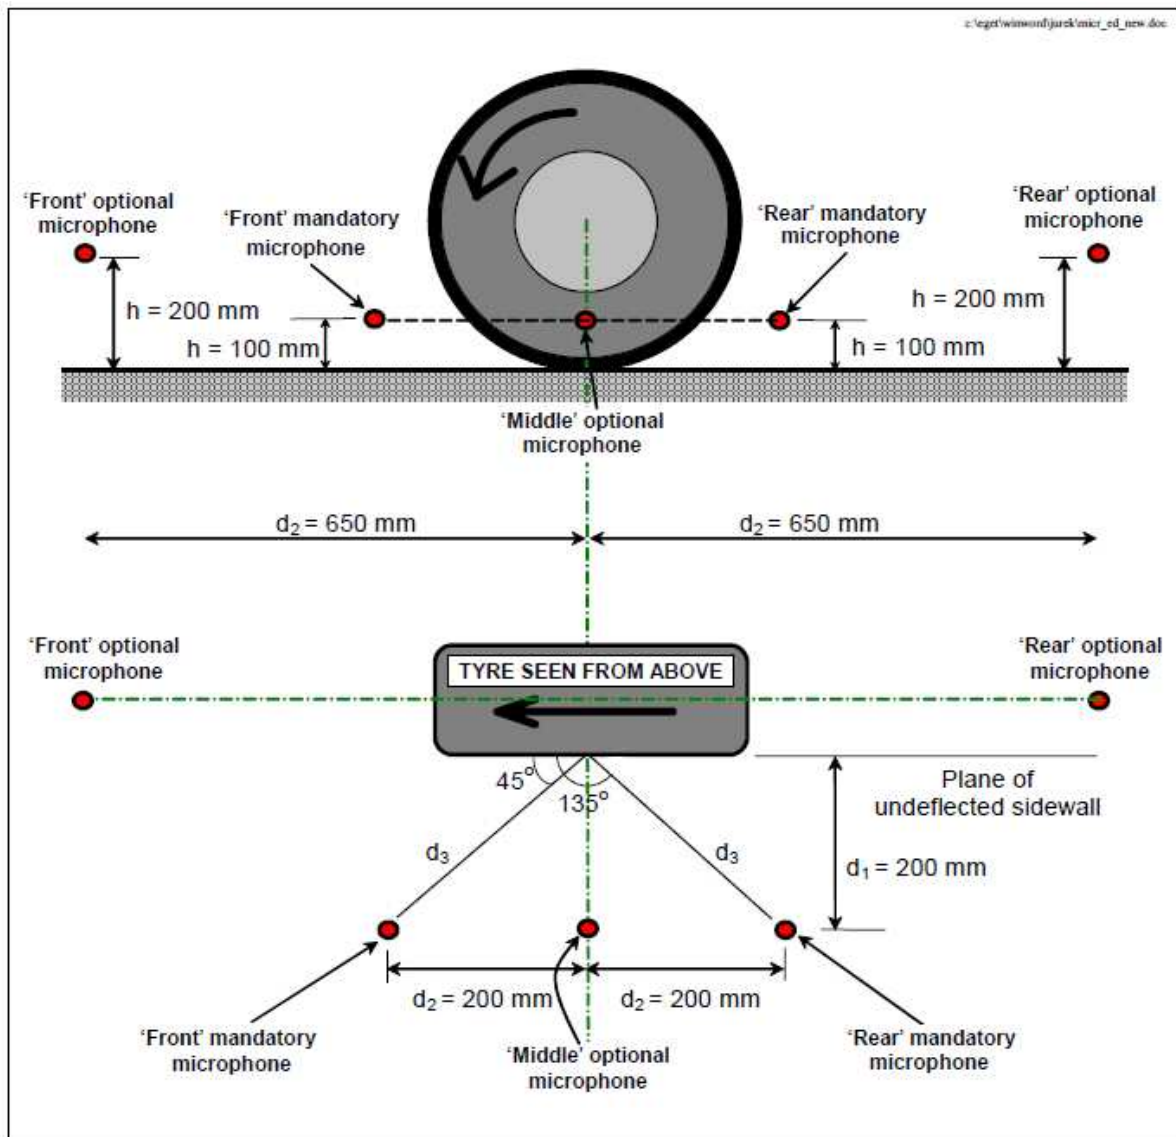 c:\eget\winword\jurek\micr_ed_new.doc
‘Front’ optional
microphone
‘Front’ mandatory
microphone
‘Rear’ mandatory
microphone
‘Rear’ optional
microphone
h = 200 mm
h = 100 mm
h = 200 mm
h = 100 mm
‘Middle’ optional
microphone
d₂ = 650 mm
d₂ = 650 mm
‘Front’ optional
microphone
TYRE SEEN FROM ABOVE
‘Rear’ optional
microphone
45°
135°
Plane of
undeflected sidewall
d₃
d₃
d₁ = 200 mm
d₂ = 200 mm
d₂ = 200 mm
‘Front’ mandatory
microphone
‘Middle’ optional
microphone
‘Rear’ mandatory
microphone